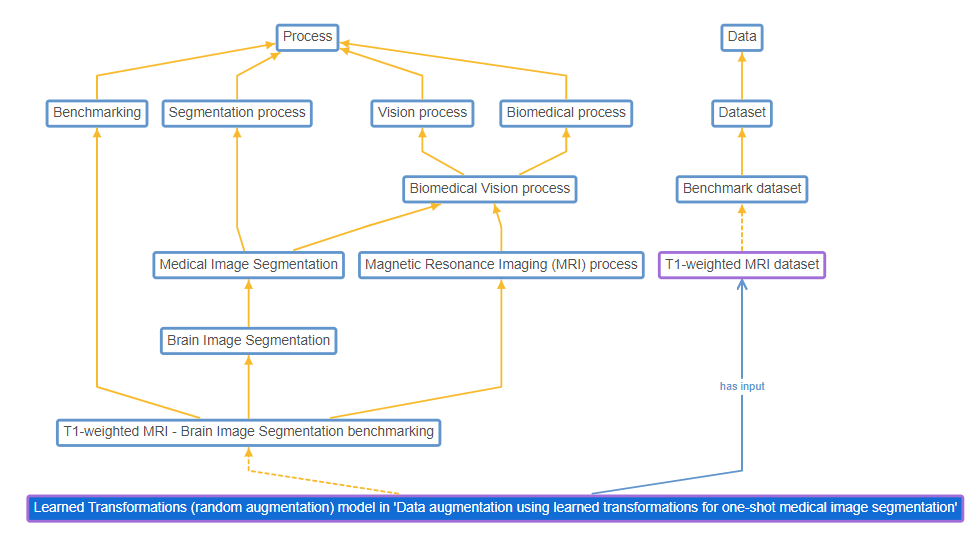 Process
Data
Benchmarking
Segmentation process
Vision process
Biomedical process
Dataset
Biomedical Vision process
Benchmark dataset
Medical Image Segmentation
Magnetic Resonance Imaging (MRI) process
T1-weighted MRI dataset
Brain Image Segmentation
has input
T1-weighted MRI - Brain Image Segmentation benchmarking
Learned Transformations (random augmentation) model in 'Data augmentation using learned transformations for one-shot medical image segmentation'